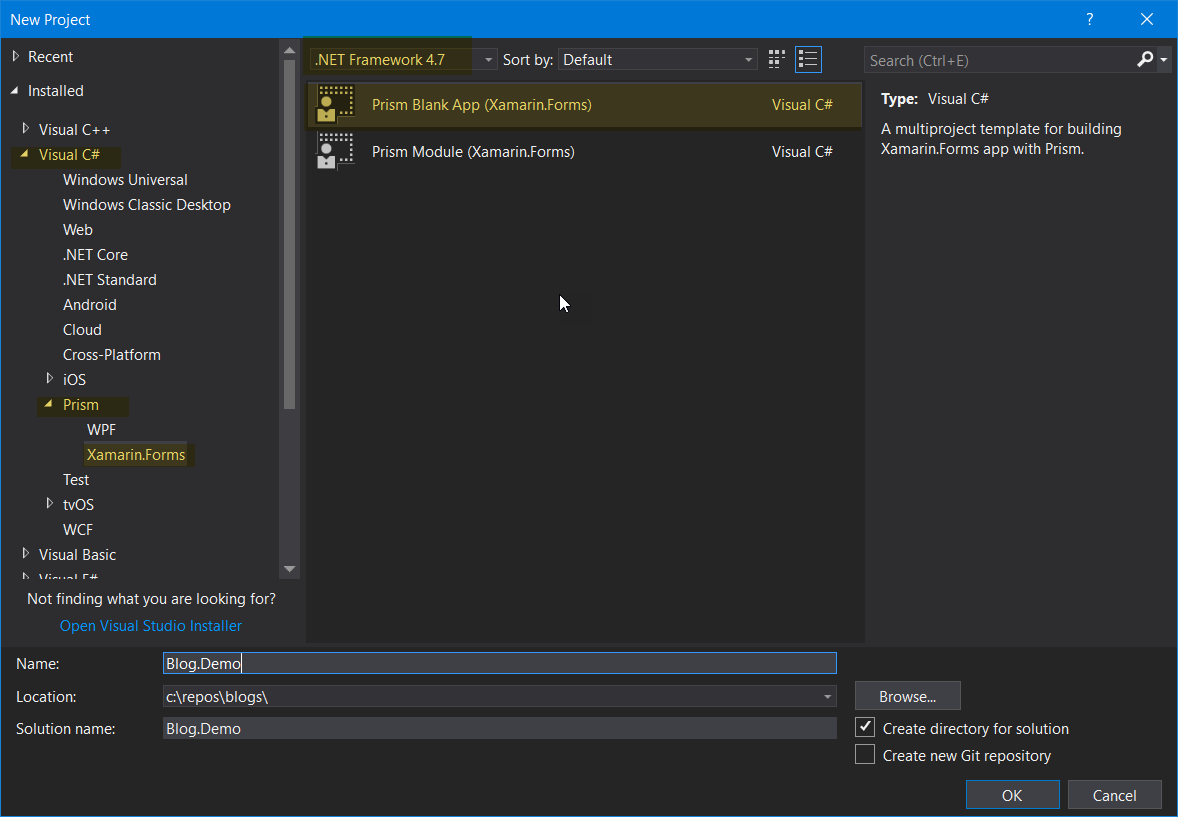 New Project
?
Recent
Installed
Visual C++
Visual C#
Windows Universal
Windows Classic Desktop
Web
.NET Core
.NET Standard
Android
Cloud
Cross-Platform
iOS
Prism
WPF
Xamarin.Forms
Test
tvOS
WCF
Visual Basic
Visual F#
Not finding what you are looking for?
Open Visual Studio Installer
.NET Framework 4.7
Sort by: Default
Prism Blank App (Xamarin.Forms) Visual C#
Prism Module (Xamarin.Forms) Visual C#
Search (Ctrl+E)
Type: Visual C#
A multiproject template for building
Xamarin.Forms app with Prism.
Name: Blog.Demo
Location: c:\repos\blogs\
Browse...
Solution name: Blog.Demo
Create directory for solution
Create new Git repository
OK
Cancel